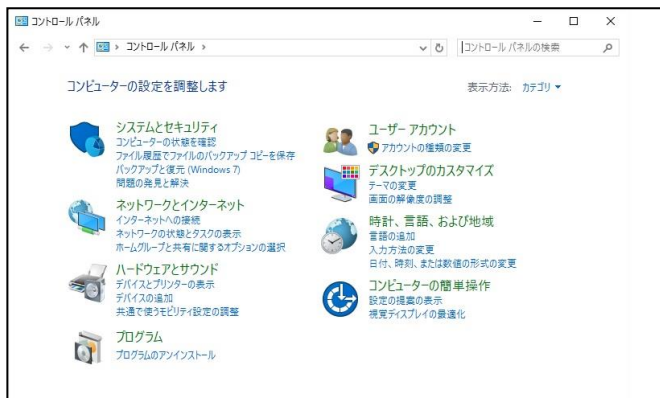 コントロール パネル
コントロール パネル
コントロール パネルの検索
コンピューターの設定を調整します
表示方法: カテゴリ
システムとセキュリティ
コンピューターの状態を確認
ファイル履歴でファイルのバックアップ コピーを保存
バックアップと復元 (Windows 7)
問題の発見と解決
ネットワークとインターネット
インターネットへの接続
ネットワークの状態とタスクの表示
ホームグループと共有に関するオプションの選択
ハードウェアとサウンド
デバイスとプリンターの表示
デバイスの追加
共通で使うモビリティ設定の調整
プログラム
プログラムのアンインストール
ユーザー アカウント
アカウントの種類の変更
デスクトップのカスタマイズ
テーマの変更
画面の解像度の調整
時計、言語、および地域
言語の追加
入力方法の変更
日付、時刻、または数値の形式の変更
コンピューターの簡単操作
設定の提案の表示
視覚ディスプレイの最適化